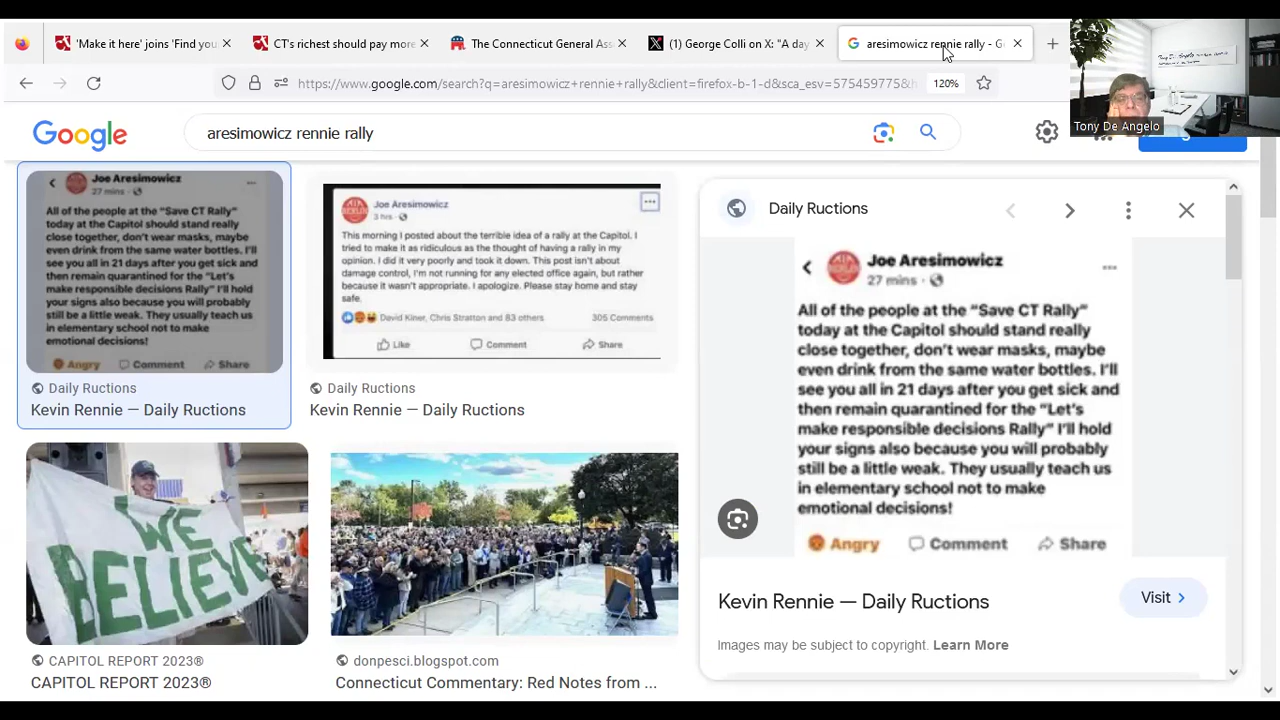 'Make it here' joins 'Find you
CT's richest should pay more
The Connecticut General Ass
(1) George Colli on X: "A day
aresimowicz rennie rally - G
https://www.google.com/search?q=aresimowicz+rennie+rally&client=firefox-b-1-d&sca_esv=575459775&
120%
Tony De Angelo
Google
aresimowicz rennie rally
Joe Aresimowicz
27 mins
All of the people at the “Save CT Rally”
today at the Capitol should stand really
close together, don't wear masks, maybe
even drink from the same water bottles. I'll
see you all in 21 days after you get sick and
then remain quarantined for the “Let's
make responsible decisions Rally” I'll hold
your signs also because you will probably
still be a little weak. They usually teach us
in elementary school not to make
emotional decisions!
Angry Comment Share
Daily Ructions
Kevin Rennie — Daily Ructions
Joe Aresimowicz
3 hrs
This morning I posted about the terrible idea of a rally at the Capitol. I
tried to make it as ridiculous as the thought of having a rally in my
opinion. I did it very poorly and took it down. This post isn't about
damage control, I'm not running for any elected office again, but rather
because it wasn't appropriate. I apologize. Please stay home and stay
safe.
David Kiner, Chris Stratton and 83 others 305 Comments
Like Comment Share
Daily Ructions
Kevin Rennie — Daily Ructions
WE
BELIEVE
CAPITOL REPORT 2023®
CAPITOL REPORT 2023®
donpesci.blogspot.com
Connecticut Commentary: Red Notes from ...
Daily Ructions
Joe Aresimowicz
27 mins
All of the people at the “Save CT Rally”
today at the Capitol should stand really
close together, don't wear masks, maybe
even drink from the same water bottles. I'll
see you all in 21 days after you get sick and
then remain quarantined for the “Let's
make responsible decisions Rally” I'll hold
your signs also because you will probably
still be a little weak. They usually teach us
in elementary school not to make
emotional decisions!
Angry Comment Share
Kevin Rennie — Daily Ructions
Visit
Images may be subject to copyright. Learn More